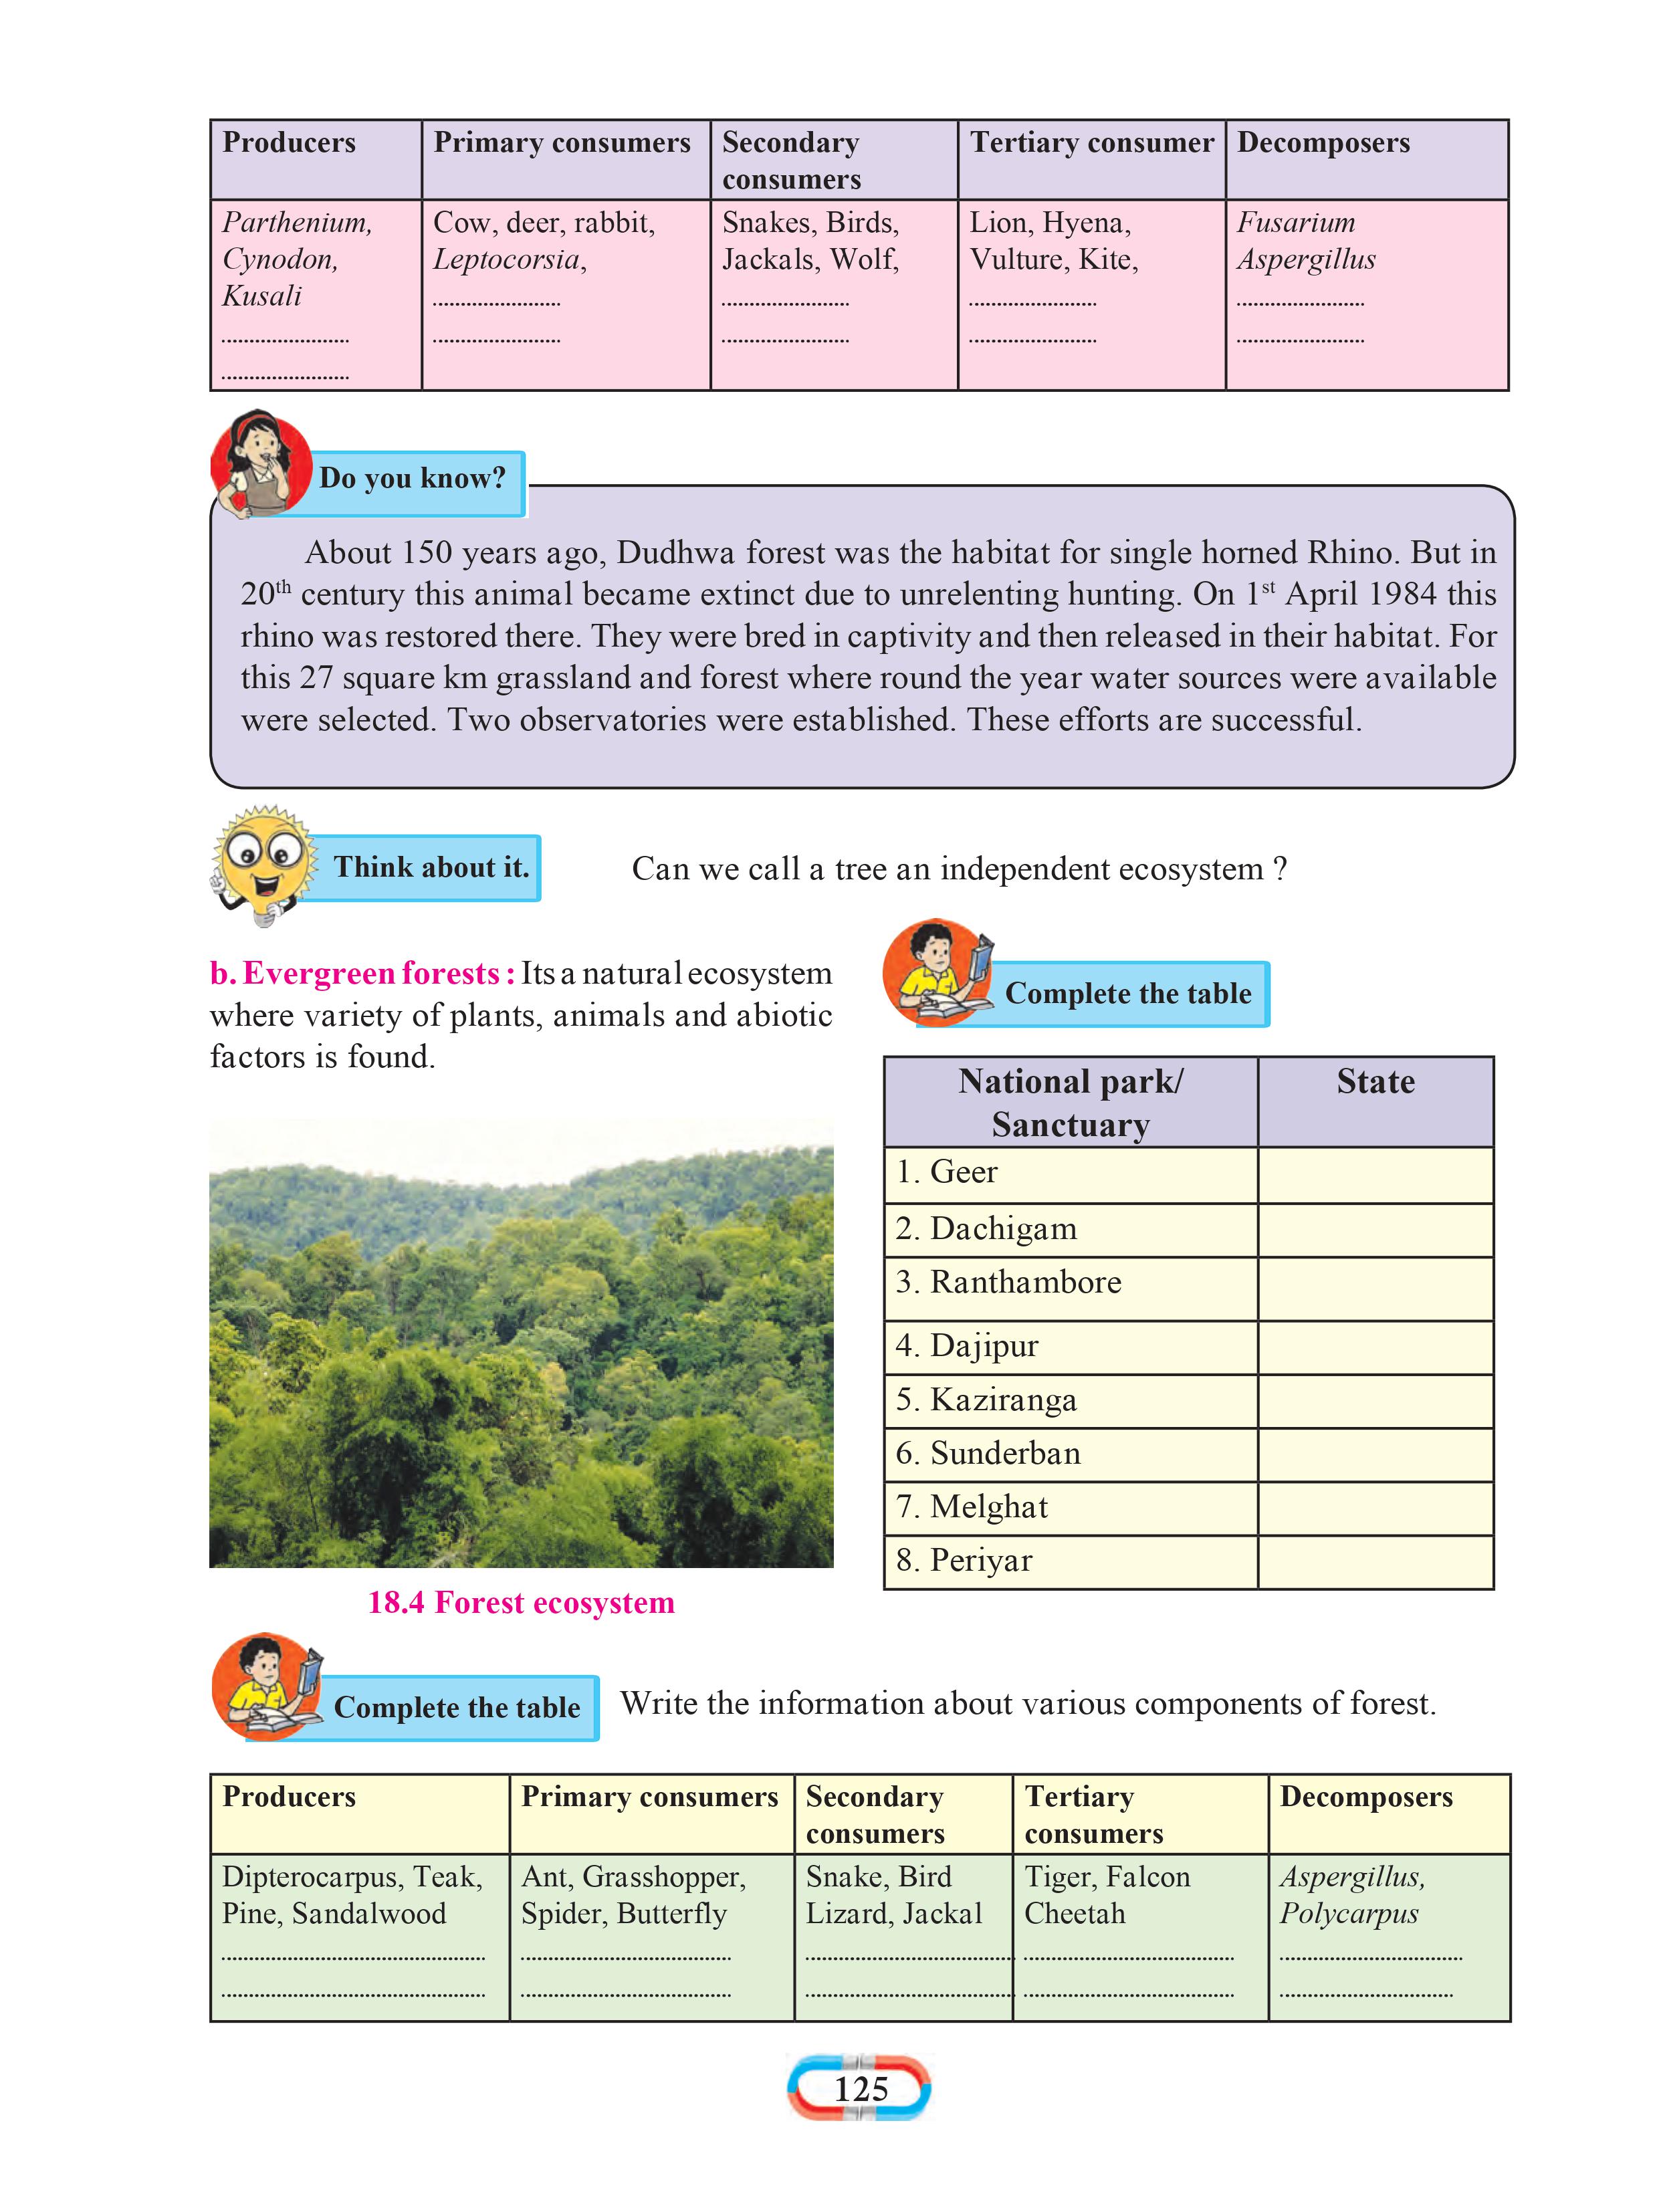 Producers
Primary consumers
Secondary
consumers
Tertiary consumer
Decomposers
Parthenium,
Cynodon,
Kusali
.......................
.......................
Cow, deer, rabbit,
Leptocorsia,
.......................
.......................
Snakes, Birds,
Jackals, Wolf,
.......................
.......................
Lion, Hyena,
Vulture, Kite,
.......................
.......................
Fusarium
Aspergillus
.......................
.......................
Do you know?
About 150 years ago, Dudhwa forest was the habitat for single horned Rhino. But in
20th century this animal became extinct due to unrelenting hunting. On 1st April 1984 this
rhino was restored there. They were bred in captivity and then released in their habitat. For
this 27 square km grassland and forest where round the year water sources were available
were selected. Two observatories were established. These efforts are successful.
Think about it.
Can we call a tree an independent ecosystem ?
b. Evergreen forests : Its a natural ecosystem
where variety of plants, animals and abiotic
factors is found.
18.4 Forest ecosystem
Complete the table
National park/
Sanctuary
State
1. Geer
2. Dachigam
3. Ranthambore
4. Dajipur
5. Kaziranga
6. Sunderban
7. Melghat
8. Periyar
Complete the table
Write the information about various components of forest.
Producers
Primary consumers
Secondary
consumers
Tertiary
consumers
Decomposers
Dipterocarpus, Teak,
Pine, Sandalwood
................................................
................................................
Ant, Grasshopper,
Spider, Butterfly
......................................
......................................
Snake, Bird
Lizard, Jackal
......................................
......................................
Tiger, Falcon
Cheetah
......................................
......................................
Aspergillus,
Polycarpus
.................................
................................
125